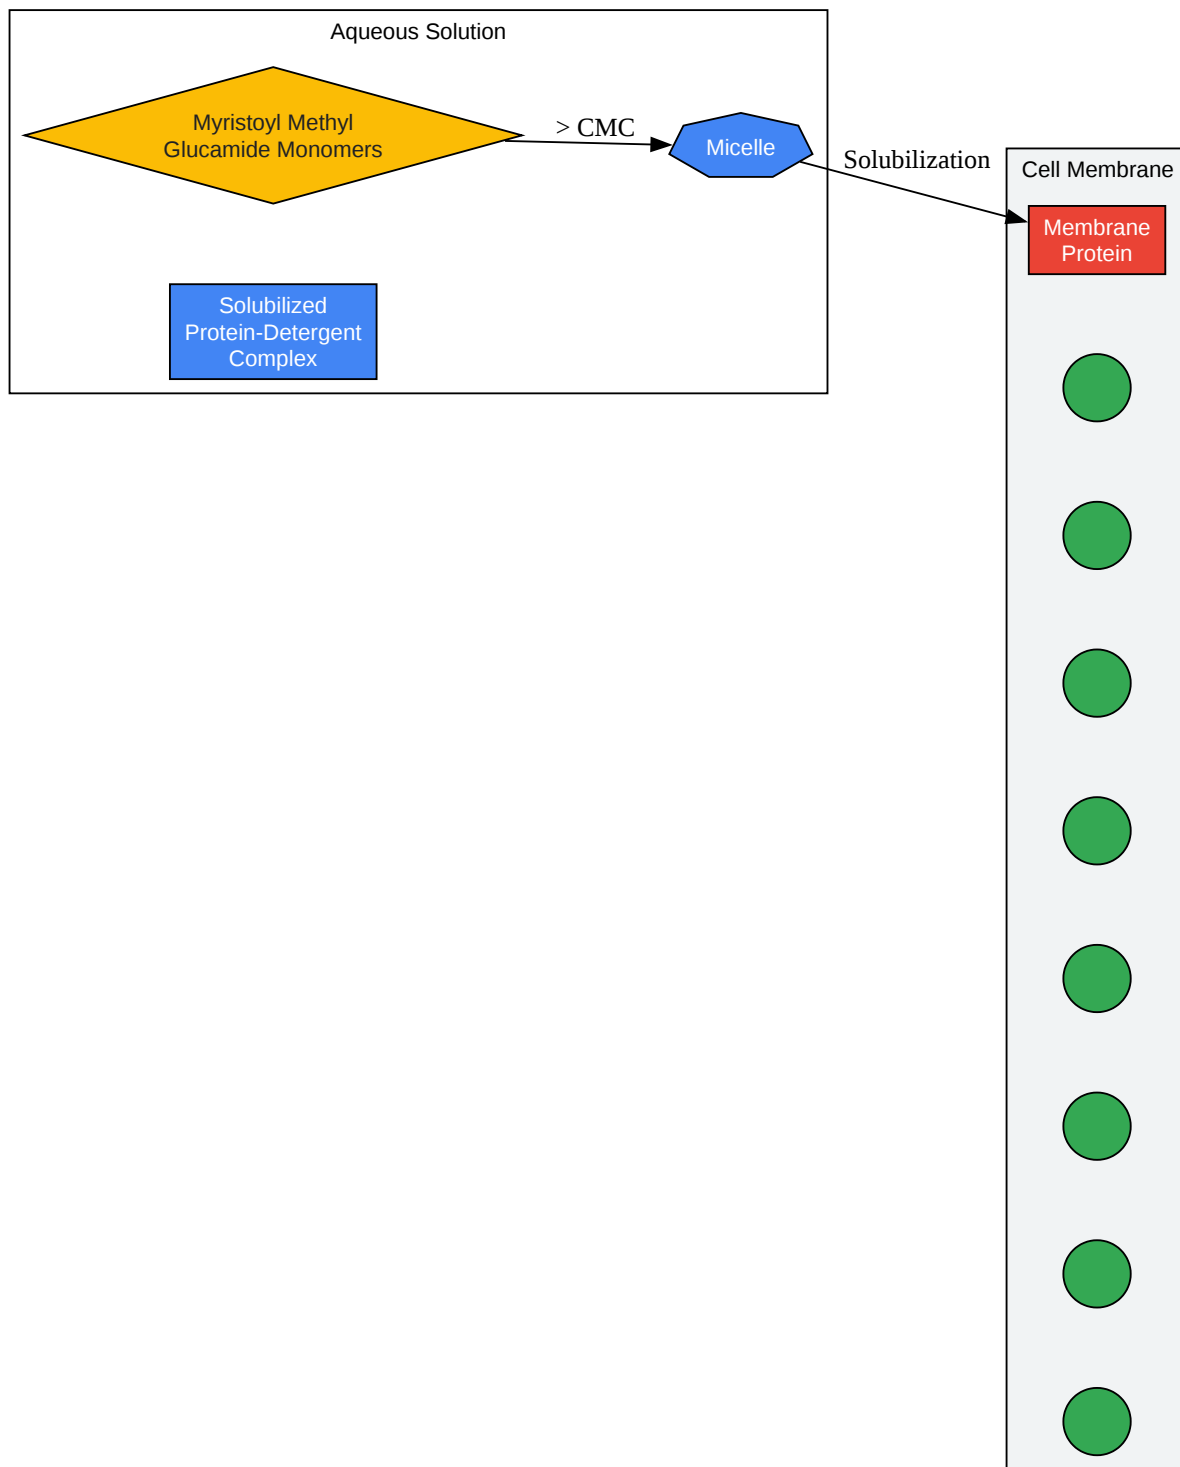 Aqueous Solution
Myristoyl Methyl
Glucamide Monomers
> CMC
Micelle
Solubilization
Cell Membrane
Membrane
Protein
Solubilized
Protein-Detergent
Complex